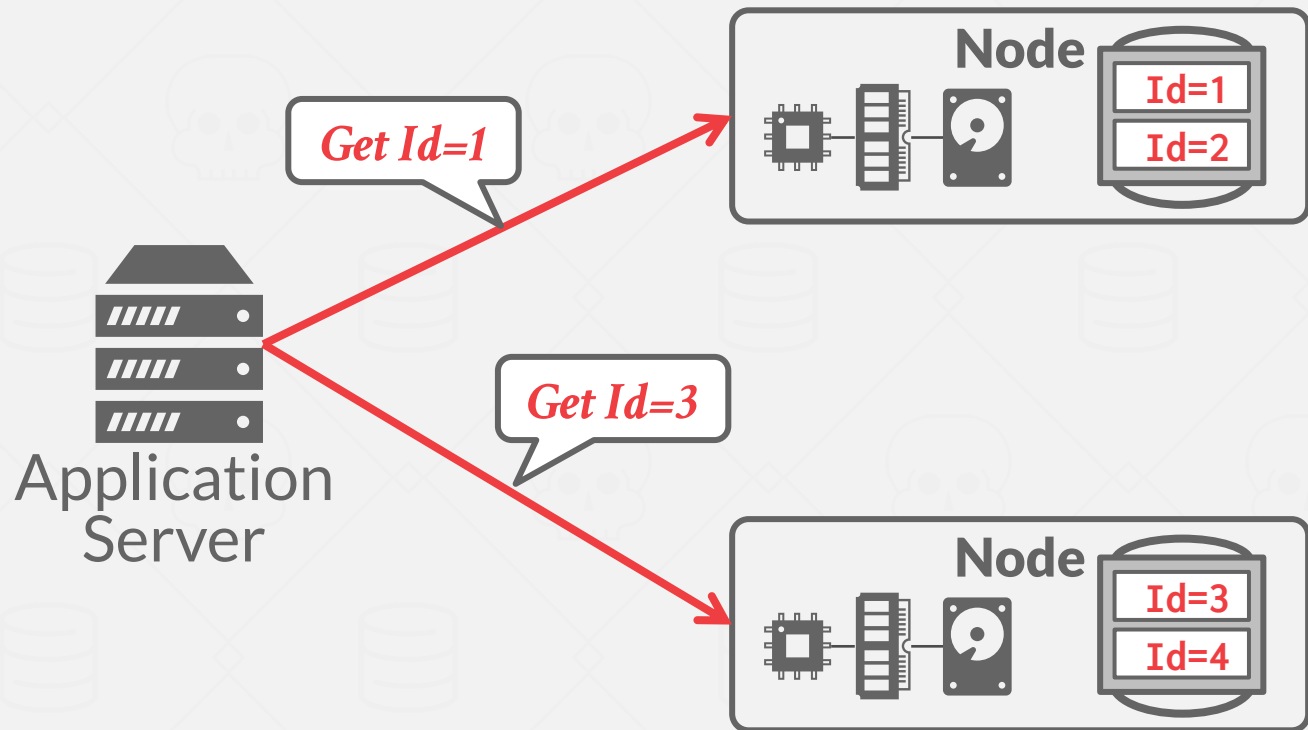 Node
Id=1
Id=2
Get Id=1
Get Id=3
Application
Server
Node
Id=3
Id=4